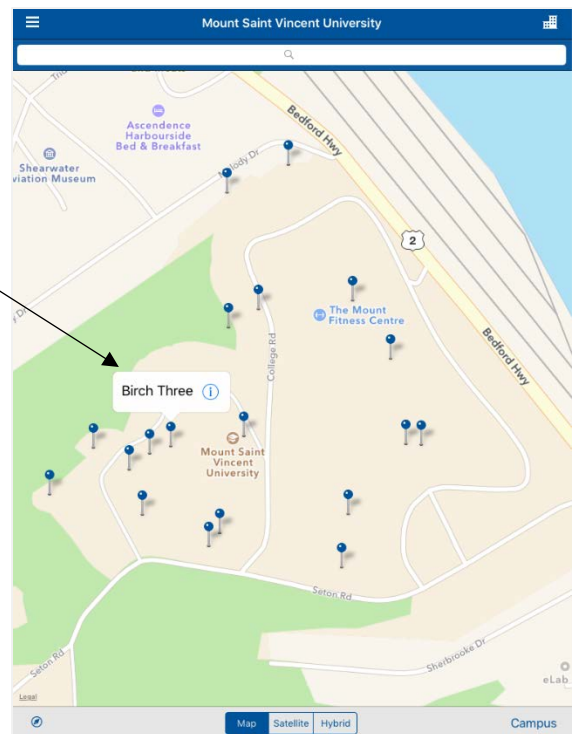 Mount Saint Vincent University
Ascendence
Harbourside
Bed & Breakfast
Shearwater
viation Museum
Bedford Hwy
2
The Mount
Fitness Centre
College Rd
Bedford Hwy
Birch Three
Mount Saint
Vincent
University
Seton Rd
Sherbrooke Dr
Seton Rd
eLab
Legal
Map Satellite Hybrid
Campus